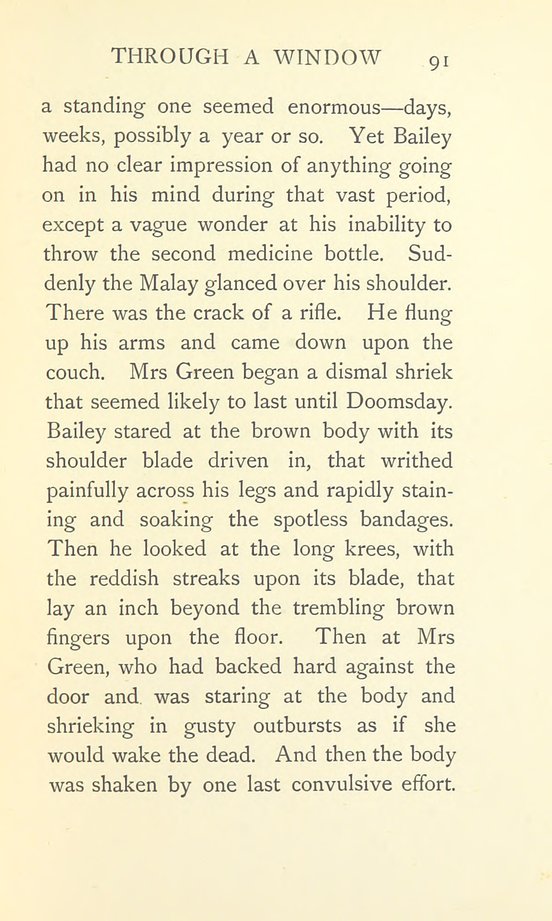 THROUGH A WINDOW 91
a standing one seemed enormous—days,
weeks, possibly a year or so. Yet Bailey
had no clear impression of anything going
on in his mind during that vast period,
except a vague wonder at his inability to
throw the second medicine bottle. Sud-
denly the Malay glanced over his shoulder.
There was the crack of a rifle. He flung
up his arms and came down upon the
couch. Mrs Green began a dismal shriek
that seemed likely to last until Doomsday.
Bailey stared at the brown body with its
shoulder blade driven in, that writhed
painfully across his legs and rapidly stain-
ing and soaking the spotless bandages.
Then he looked at the long krees, with
the reddish streaks upon its blade, that
lay an inch beyond the trembling brown
fingers upon the floor. Then at Mrs
Green, who had backed hard against the
door and was staring at the body and
shrieking in gusty outbursts as if she
would wake the dead. And then the body
was shaken by one last convulsive effort.